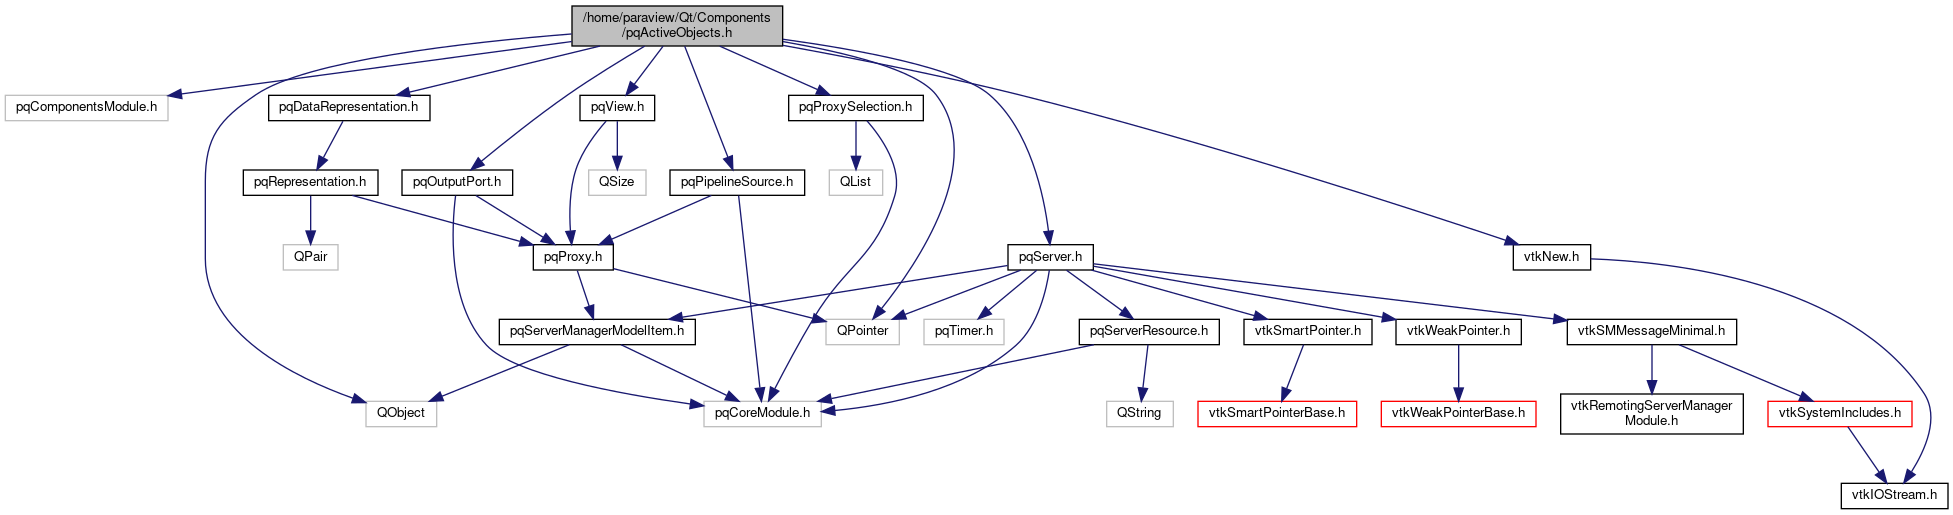 /home/paraview/Qt/Components
/pqActiveObjects.h
pqComponentsModule.h
pqDataRepresentation.h
pqView.h
pqProxySelection.h
pqRepresentation.h
pqOutputPort.h
QSize
pqPipelineSource.h
QList
QPair
pqProxy.h
pqServer.h
vtkNew.h
pqServerManagerModelItem.h
QPointer
pqTimer.h
pqServerResource.h
vtkSmartPointer.h
vtkWeakPointer.h
vtkSMMessageMinimal.h
QObject
pqCoreModule.h
QString
vtkSmartPointerBase.h
vtkWeakPointerBase.h
vtkRemotingServerManager
Module.h
vtkSystemIncludes.h
vtkIOStream.h